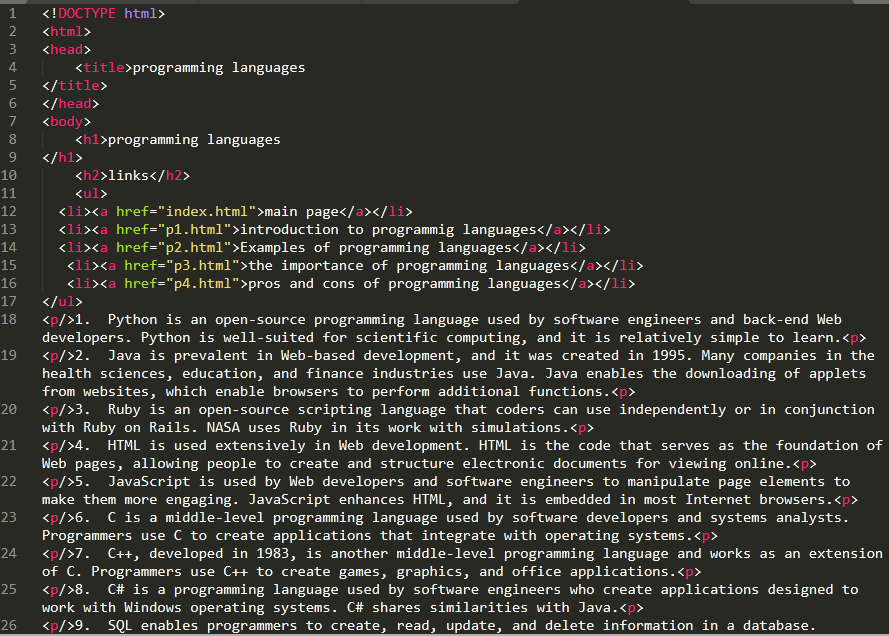 1 <!DOCTYPE html>
2 <html>
3 <head>
4 <title>programming languages
5 </title>
6 </head>
7 <body>
8 <h1>programming languages
9 </h1>
10 <h2>links</h2>
11 <ul>
12 <li><a href="index.html">main page</a></li>
13 <li><a href="p1.html">introduction to programmig languages</a></li>
14 <li><a href="p2.html">Examples of programming languages</a></li>
15 <li><a href="p3.html">the importance of programming languages</a></li>
16 <li><a href="p4.html">pros and cons of programming languages</a></li>
17 </ul>
18 <p/>1.  Python is an open-source programming language used by software engineers and back-end Web
developers. Python is well-suited for scientific computing, and it is relatively simple to learn.<p>
19 <p/>2.  Java is prevalent in Web-based development, and it was created in 1995. Many companies in the
health sciences, education, and finance industries use Java. Java enables the downloading of applets
from websites, which enable browsers to perform additional functions.<p>
20 <p/>3.  Ruby is an open-source scripting language that coders can use independently or in conjunction
with Ruby on Rails. NASA uses Ruby in its work with simulations.<p>
21 <p/>4.  HTML is used extensively in Web development. HTML is the code that serves as the foundation of
Web pages, allowing people to create and structure electronic documents for viewing online.<p>
22 <p/>5.  JavaScript is used by Web developers and software engineers to manipulate page elements to
make them more engaging. JavaScript enhances HTML, and it is embedded in most Internet browsers.<p>
23 <p/>6.  C is a middle-level programming language used by software developers and systems analysts.
Programmers use C to create applications that integrate with operating systems.<p>
24 <p/>7.  C++, developed in 1983, is another middle-level programming language and works as an extension
of C. Programmers use C++ to create games, graphics, and office applications.<p>
25 <p/>8.  C# is a programming language used by software engineers who create applications designed to
work with Windows operating systems. C# shares similarities with Java.<p>
26 <p/>9.  SQL enables programmers to create, read, update, and delete information in a database.